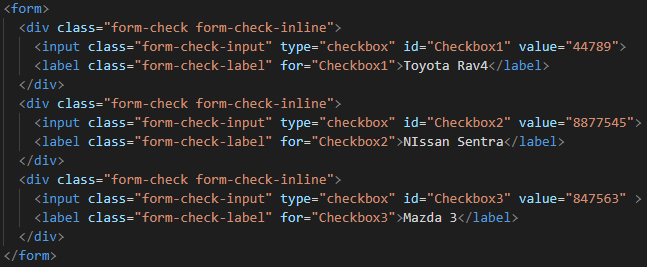 <form>
<div class="form-check form-check-inline">
<input class="form-check-input" type="checkbox" id="Checkbox1" value="44789">
<label class="form-check-label" for="Checkbox1">Toyota Rav4</label>
</div>
<div class="form-check form-check-inline">
<input class="form-check-input" type="checkbox" id="Checkbox2" value="8877545">
<label class="form-check-label" for="Checkbox2">NIssan Sentra</label>
</div>
<div class="form-check form-check-inline">
<input class="form-check-input" type="checkbox" id="Checkbox3" value="847563" >
<label class="form-check-label" for="Checkbox3">Mazda 3</label>
</div>
</form>